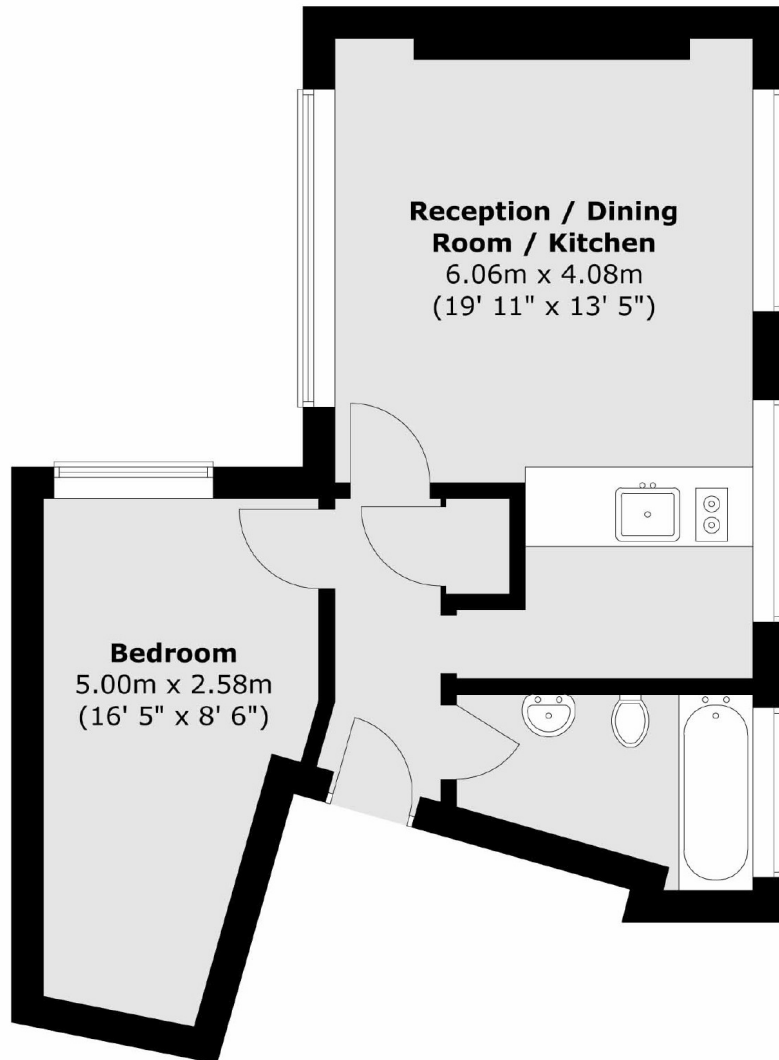 Reception / Dining
Room / Kitchen
6.06m x 4.08m
(19' 11" x 13' 5")
Bedroom
5.00m x 2.58m
(16' 5" x 8' 6")